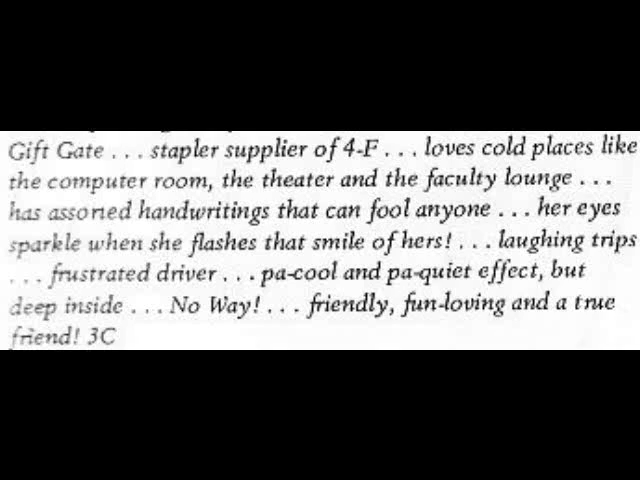 Gift Gate . . . stapler supplier of 4-F . . . loves cold places like
the computer room, the theater and the faculty lounge . . .
has assorted handwritings that can fool anyone . . . her eyes
sparkle when she flashes that smile of hers! . . . laughing trips
. . . frustrated driver . . . pa-cool and pa-quiet effect, but
deep inside . . . No Way! . . . friendly, fun-loving and a true
friend! 3C